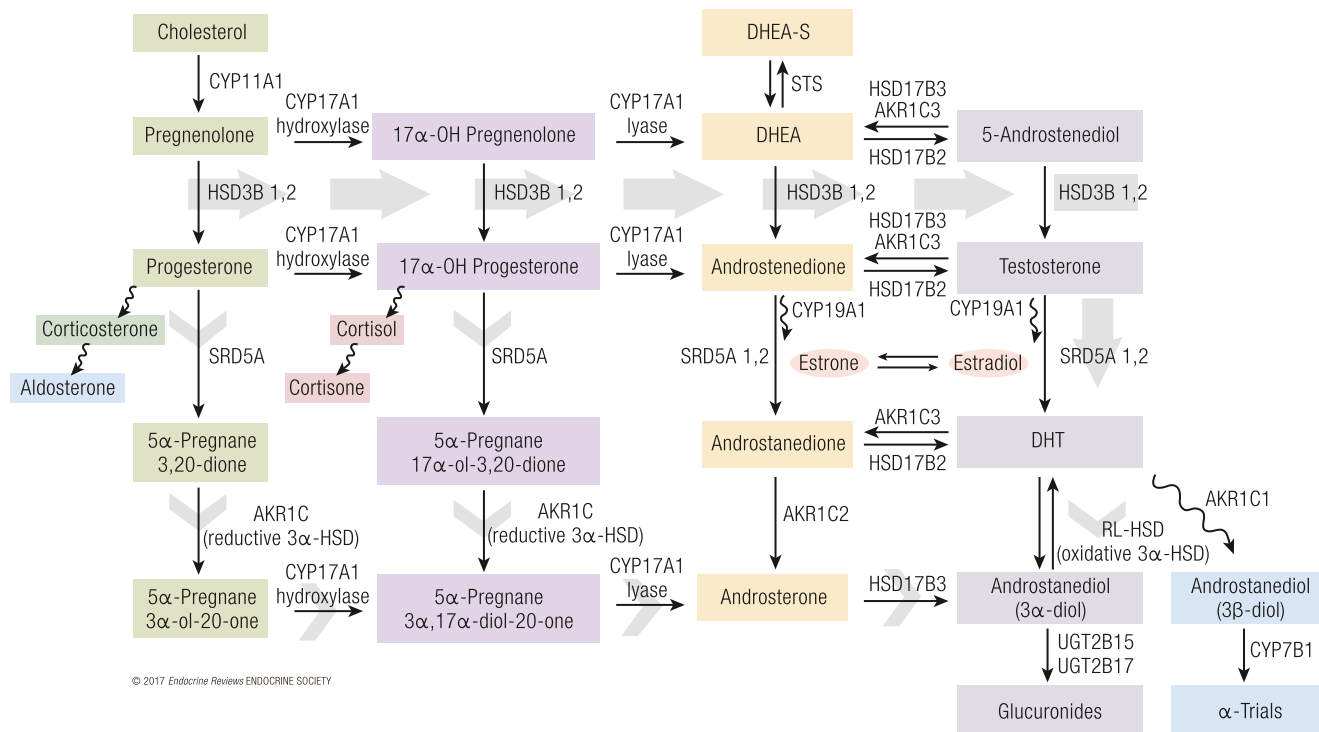 Cholesterol
DHEA-S
CYP11A1
STS
CYP17A1
hydroxylase
CYP17A1
lyase
HSD17B3
AKR1C3
Pregnenolone
17α-OH Pregnenolone
DHEA
5-Androstenediol
HSD17B2
HSD3B 1,2
HSD3B 1,2
HSD3B 1,2
HSD3B 1,2
CYP17A1
hydroxylase
CYP17A1
lyase
HSD17B3
AKR1C3
Progesterone
17α-OH Progesterone
Androstenedione
Testosterone
HSD17B2
CYP19A1
CYP19A1
Corticosterone
Cortisol
SRD5A
SRD5A
SRD5A 1,2
Estrone
Estradiol
SRD5A 1,2
Aldosterone
Cortisone
AKR1C3
5α-Pregnane
3,20-dione
5α-Pregnane
17α-ol-3,20-dione
Androstanedione
DHT
HSD17B2
AKR1C
(reductive 3α-HSD)
AKR1C
(reductive 3α-HSD)
AKR1C2
RL-HSD
(oxidative 3α-HSD)
AKR1C1
CYP17A1
hydroxylase
CYP17A1
lyase
HSD17B3
5α-Pregnane
3α-ol-20-one
5α-Pregnane
3α,17α-diol-20-one
Androsterone
Androstanediol
(3α-diol)
Androstanediol
(3β-diol)
UGT2B15
UGT2B17
CYP7B1
© 2017 Endocrine Reviews ENDOCRINE SOCIETY
Glucuronides
α-Trials